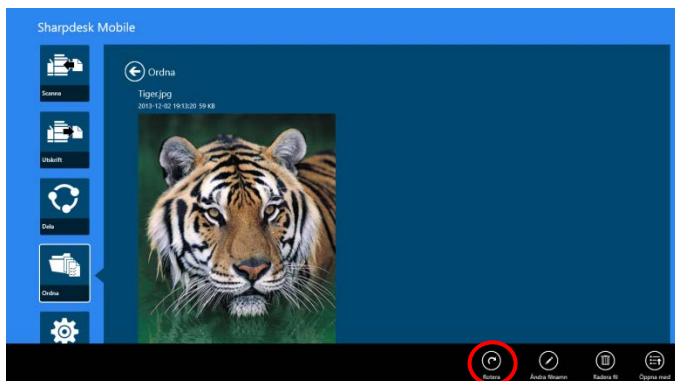 Sharpdesk Mobile
Scanna
Utskrift
Dela
Ordna
Ordna
Tiger.jpg
2013-12-02 19:13:20 59 KB
Rotera
Ändra filnamn
Radera fil
Öppna med